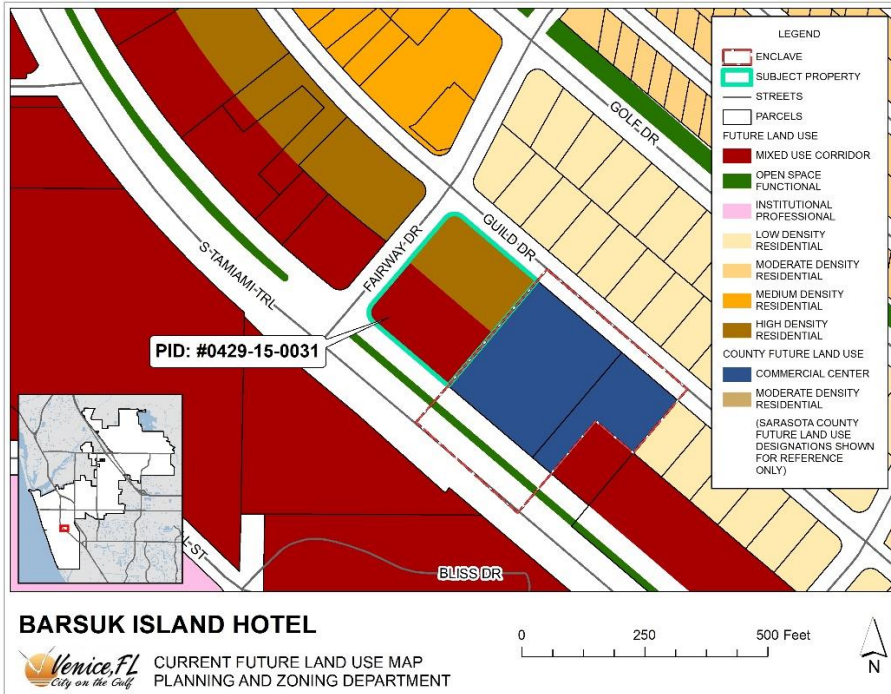 GOLF DR
GUILD DR
FAIRWAY DR
S TAMIAMI TRL
PID: #0429-15-0031
L ST
BLISS DR
LEGEND
ENCLAVE
SUBJECT PROPERTY
STREETS
PARCELS
FUTURE LAND USE
MIXED USE CORRIDOR
OPEN SPACE
FUNCTIONAL
INSTITUTIONAL
PROFESSIONAL
LOW DENSITY
RESIDENTIAL
MODERATE DENSITY
RESIDENTIAL
MEDIUM DENSITY
RESIDENTIAL
HIGH DENSITY
RESIDENTIAL
COUNTY FUTURE LAND USE
COMMERCIAL CENTER
MODERATE DENSITY
RESIDENTIAL
(SARASOTA COUNTY
FUTURE LAND USE
DESIGNATIONS SHOWN
FOR REFERENCE
ONLY)
BARSUK ISLAND HOTEL
Venice, FL
City on the Gulf
CURRENT FUTURE LAND USE MAP
PLANNING AND ZONING DEPARTMENT
0 250 500 Feet
N